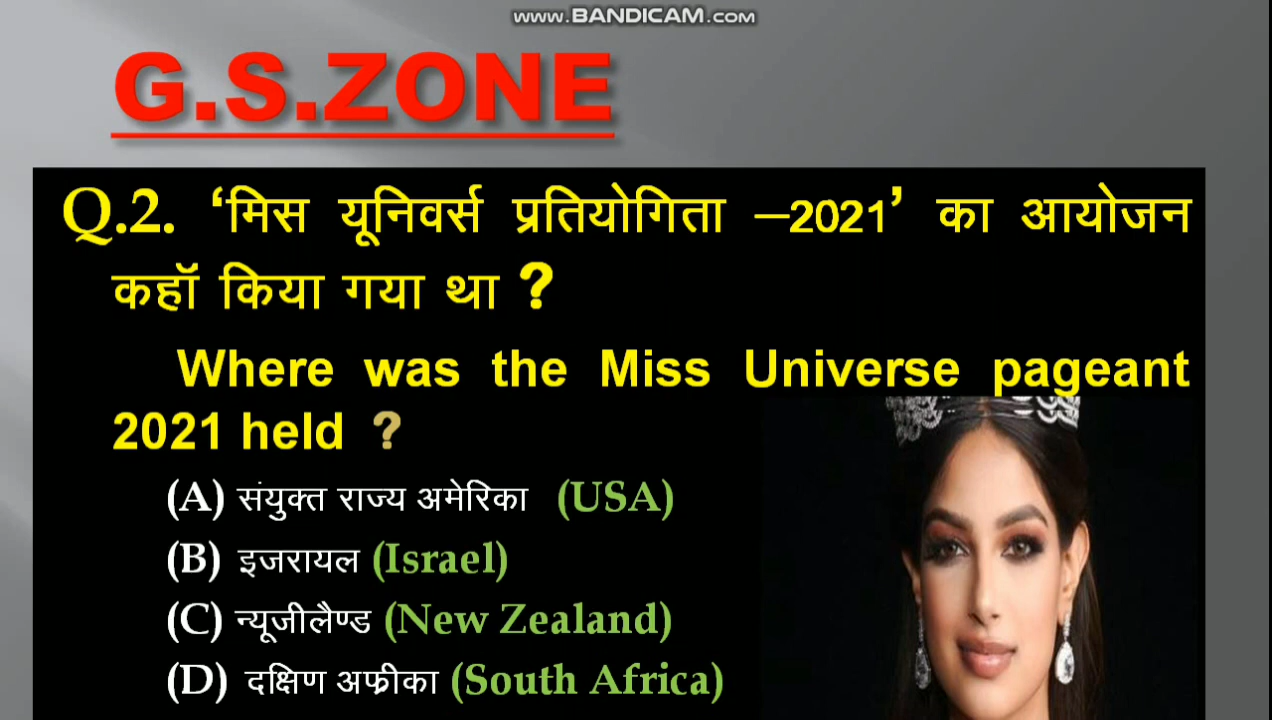 www.BANDICAM.com
G.S.ZONE
Q.2. ‘मिस यूनिवर्स प्रतियोगिता –2021’ का आयोजन
कहॉ किया गया था ?
Where was the Miss Universe pageant
2021 held ?
(A) संयुक्त राज्य अमेरिका (USA)
(B) इजरायल (Israel)
(C) न्यूजीलैण्ड (New Zealand)
(D) दक्षिण अफ्रीका (South Africa)